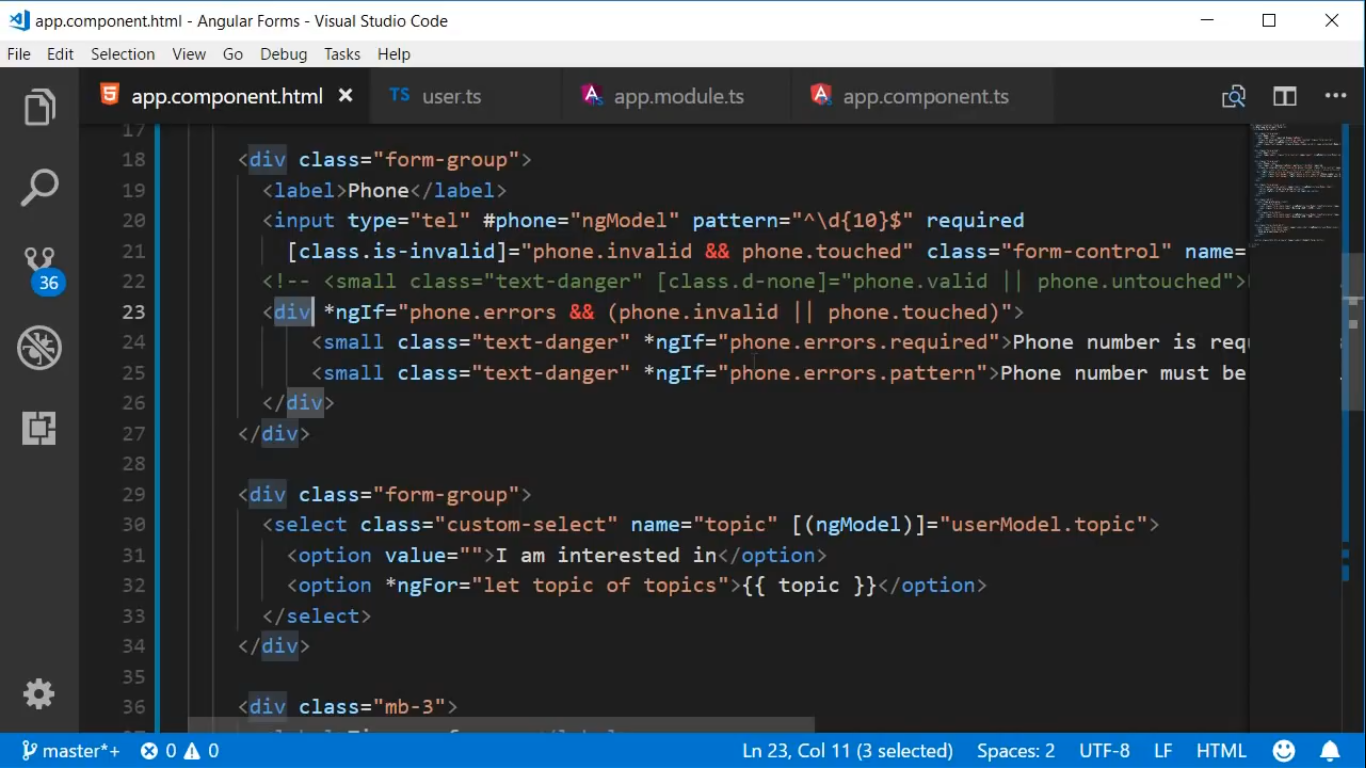 app.component.html - Angular Forms - Visual Studio Code
File Edit Selection View Go Debug Tasks Help
app.component.html TS user.ts app.module.ts app.component.ts
17
18 <div class="form-group">
19 <label>Phone</label>
20 <input type="tel" #phone="ngModel" pattern="^\d{10}$" required
21 [class.is-invalid]="phone.invalid && phone.touched" class="form-control" name=
22 <!-- <small class="text-danger" [class.d-none]="phone.valid || phone.untouched">
23 <div *ngIf="phone.errors && (phone.invalid || phone.touched)">
24 <small class="text-danger" *ngIf="phone.errors.required">Phone number is req
25 <small class="text-danger" *ngIf="phone.errors.pattern">Phone number must be
26 </div>
27 </div>
28
29 <div class="form-group">
30 <select class="custom-select" name="topic" [(ngModel)]="userModel.topic">
31 <option value="">I am interested in</option>
32 <option *ngFor="let topic of topics">{{ topic }}</option>
33 </select>
34 </div>
35
36 <div class="mb-3">
36
master*+ 0 0 Ln 23, Col 11 (3 selected) Spaces: 2 UTF-8 LF HTML